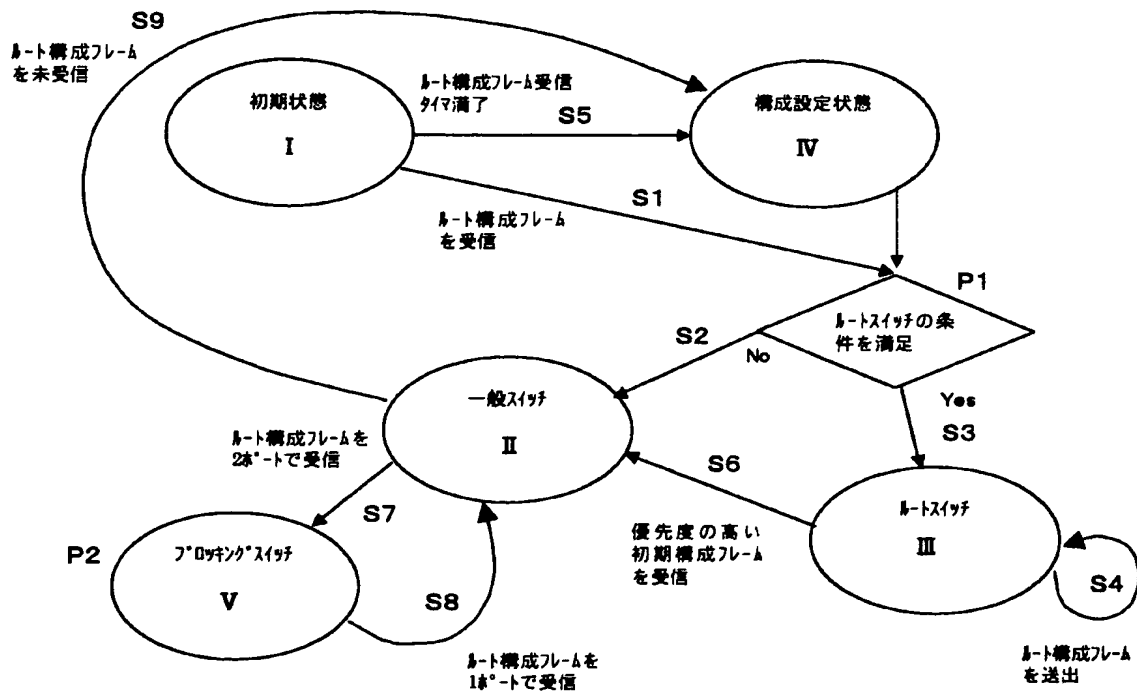 S9
ﾙｰﾄ構成ﾌﾚｰﾑ
を未受信
初期状態
Ⅰ
ﾙｰﾄ構成ﾌﾚｰﾑ受信
ﾀｲﾏ満了
S5
構成設定状態
Ⅳ
S1
ﾙｰﾄ構成ﾌﾚｰﾑ
を受信
P1
ﾙｰﾄｽｲｯﾁの条
件を満足
S2
No
Yes
S3
一般ｽｲｯﾁ
Ⅱ
ﾙｰﾄ構成ﾌﾚｰﾑを
2ﾎﾟｰﾄで受信
S7
S6
優先度の高い
初期構成ﾌﾚｰﾑ
を受信
ﾙｰﾄｽｲｯﾁ
Ⅲ
S4
ﾙｰﾄ構成ﾌﾚｰﾑ
を送出
P2
ﾌﾞﾛｯｷﾝｸﾞｽｲｯﾁ
Ⅴ
S8
ﾙｰﾄ構成ﾌﾚｰﾑを
1ﾎﾟｰﾄで受信